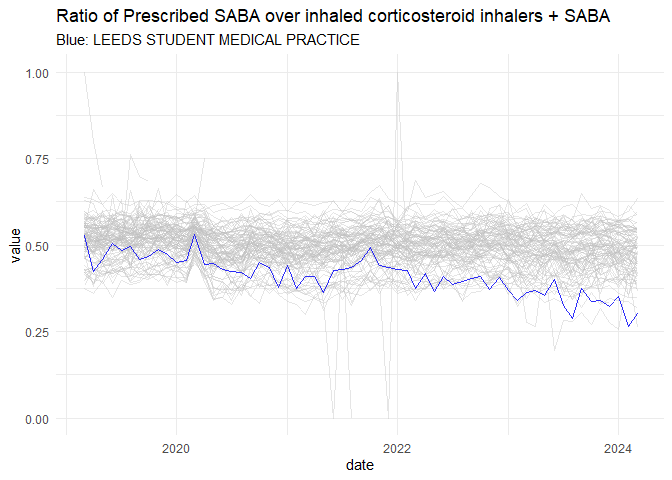 Ratio of Prescribed SABA over inhaled corticosteroid inhalers + SABA
Blue: LEEDS STUDENT MEDICAL PRACTICE
1.00
0.75
0.50
0.25
0.00
value
2020
2022
2024
date